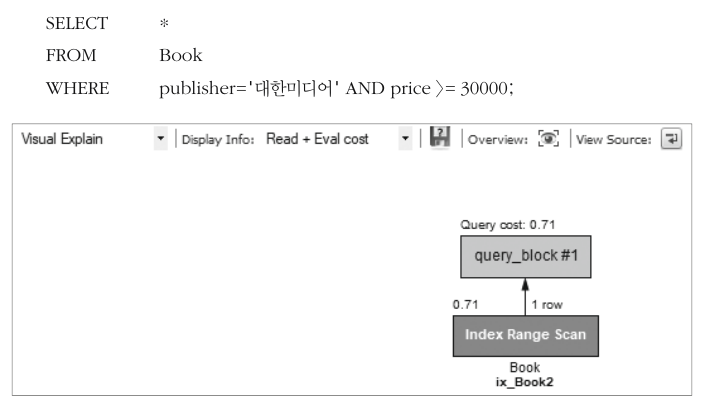 SELECT *
FROM Book
WHERE publisher='대한미디어' AND price >= 30000;
Visual Explain Display Info: Read + Eval cost ? Overview: View Source:
Query cost: 0.71
query_block #1
0.71 1 row
Index Range Scan
Book
ix_Book2